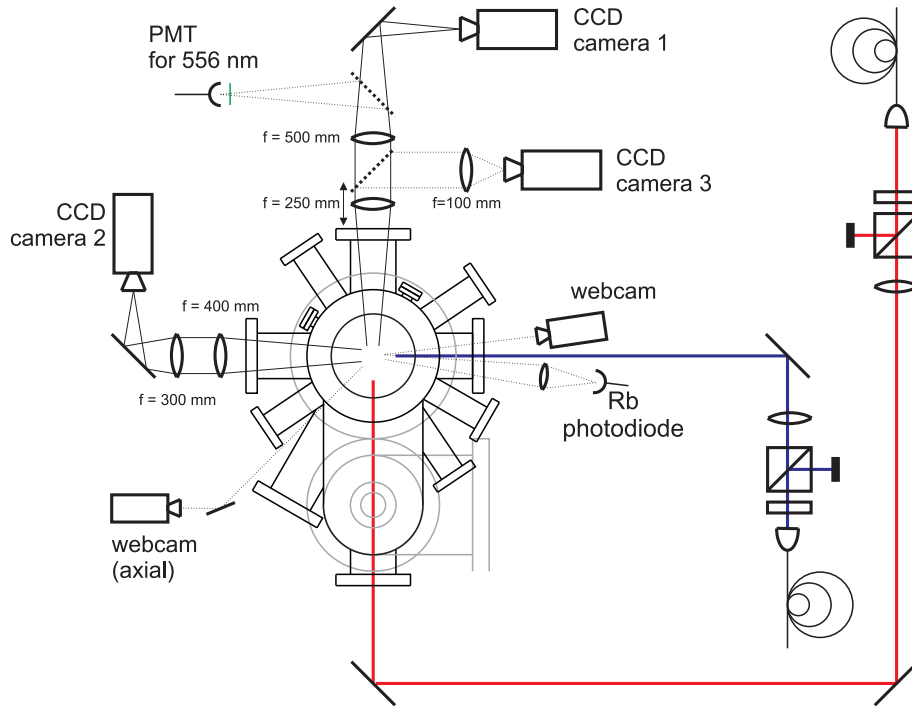 PMT
for 556 nm
CCD
camera 1
f = 500 mm
CCD
camera 3
f = 250 mm
f=100 mm
CCD
camera 2
f = 400 mm
webcam
f = 300 mm
Rb
photodiode
webcam
(axial)